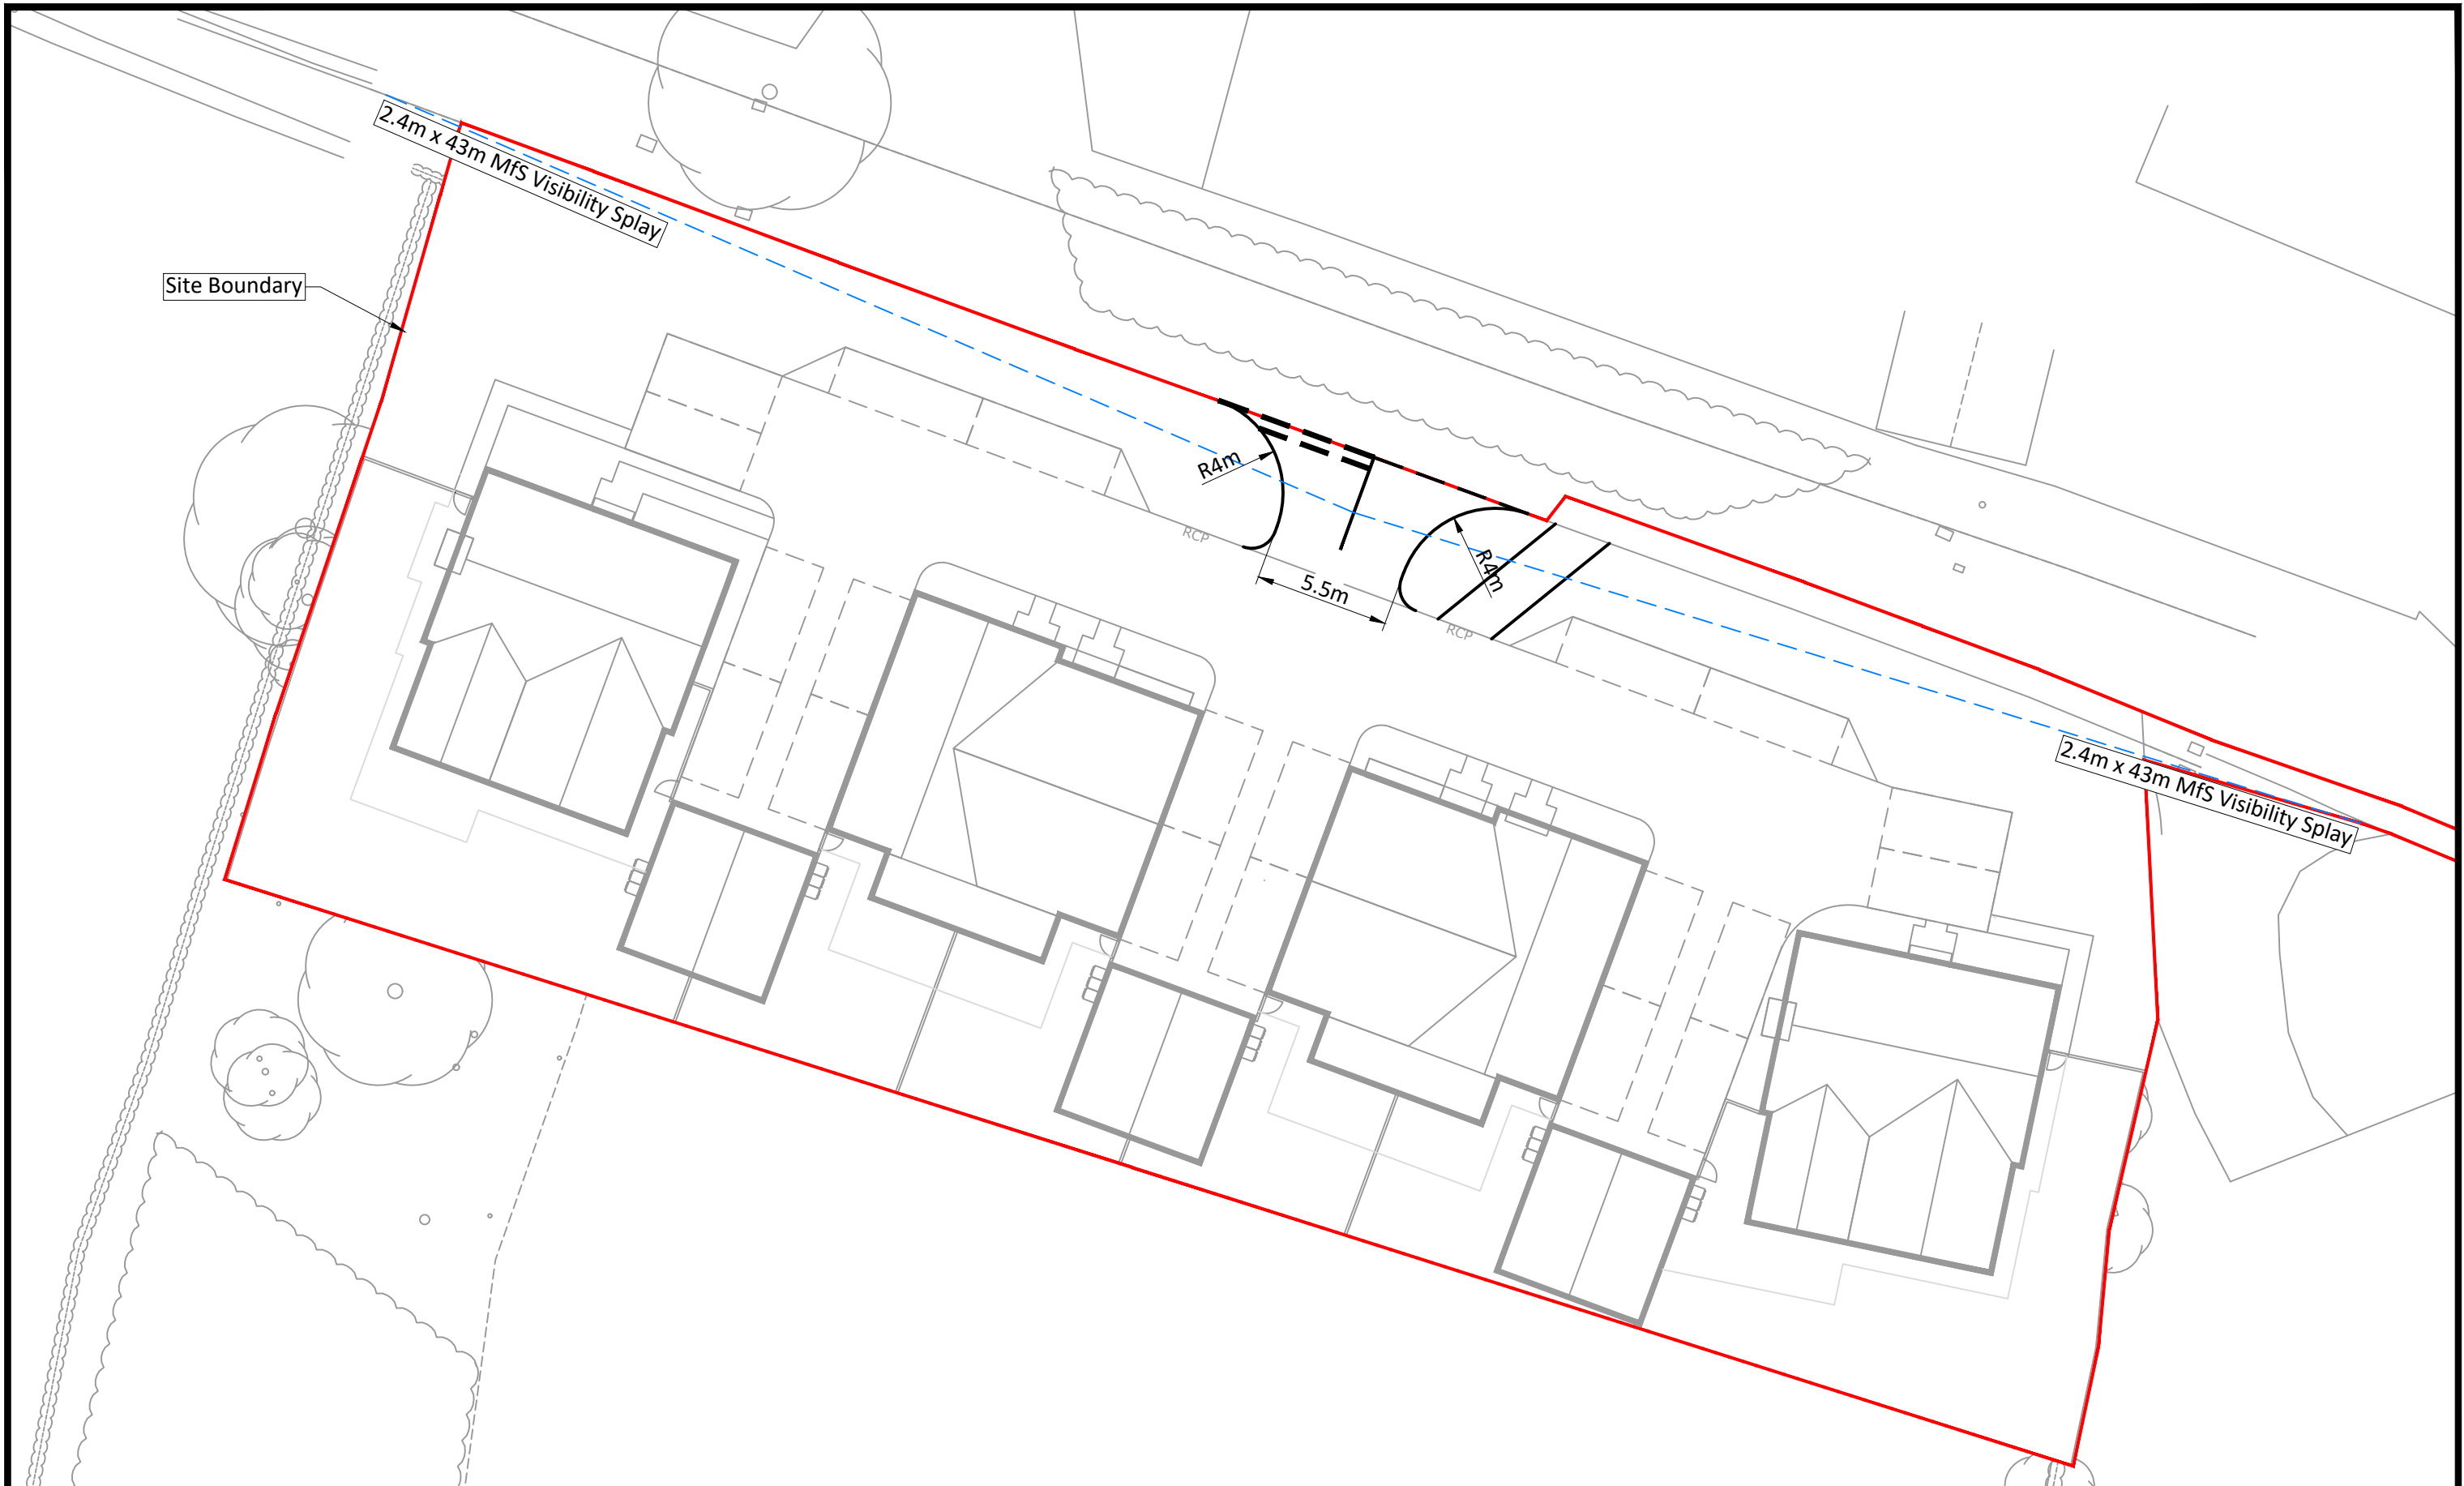 2.4m x 43m MfS Visibility Splay
Site Boundary
R4m
RCP
R4m
5.5m
RCP
2.4m x 43m MfS Visibility Splay